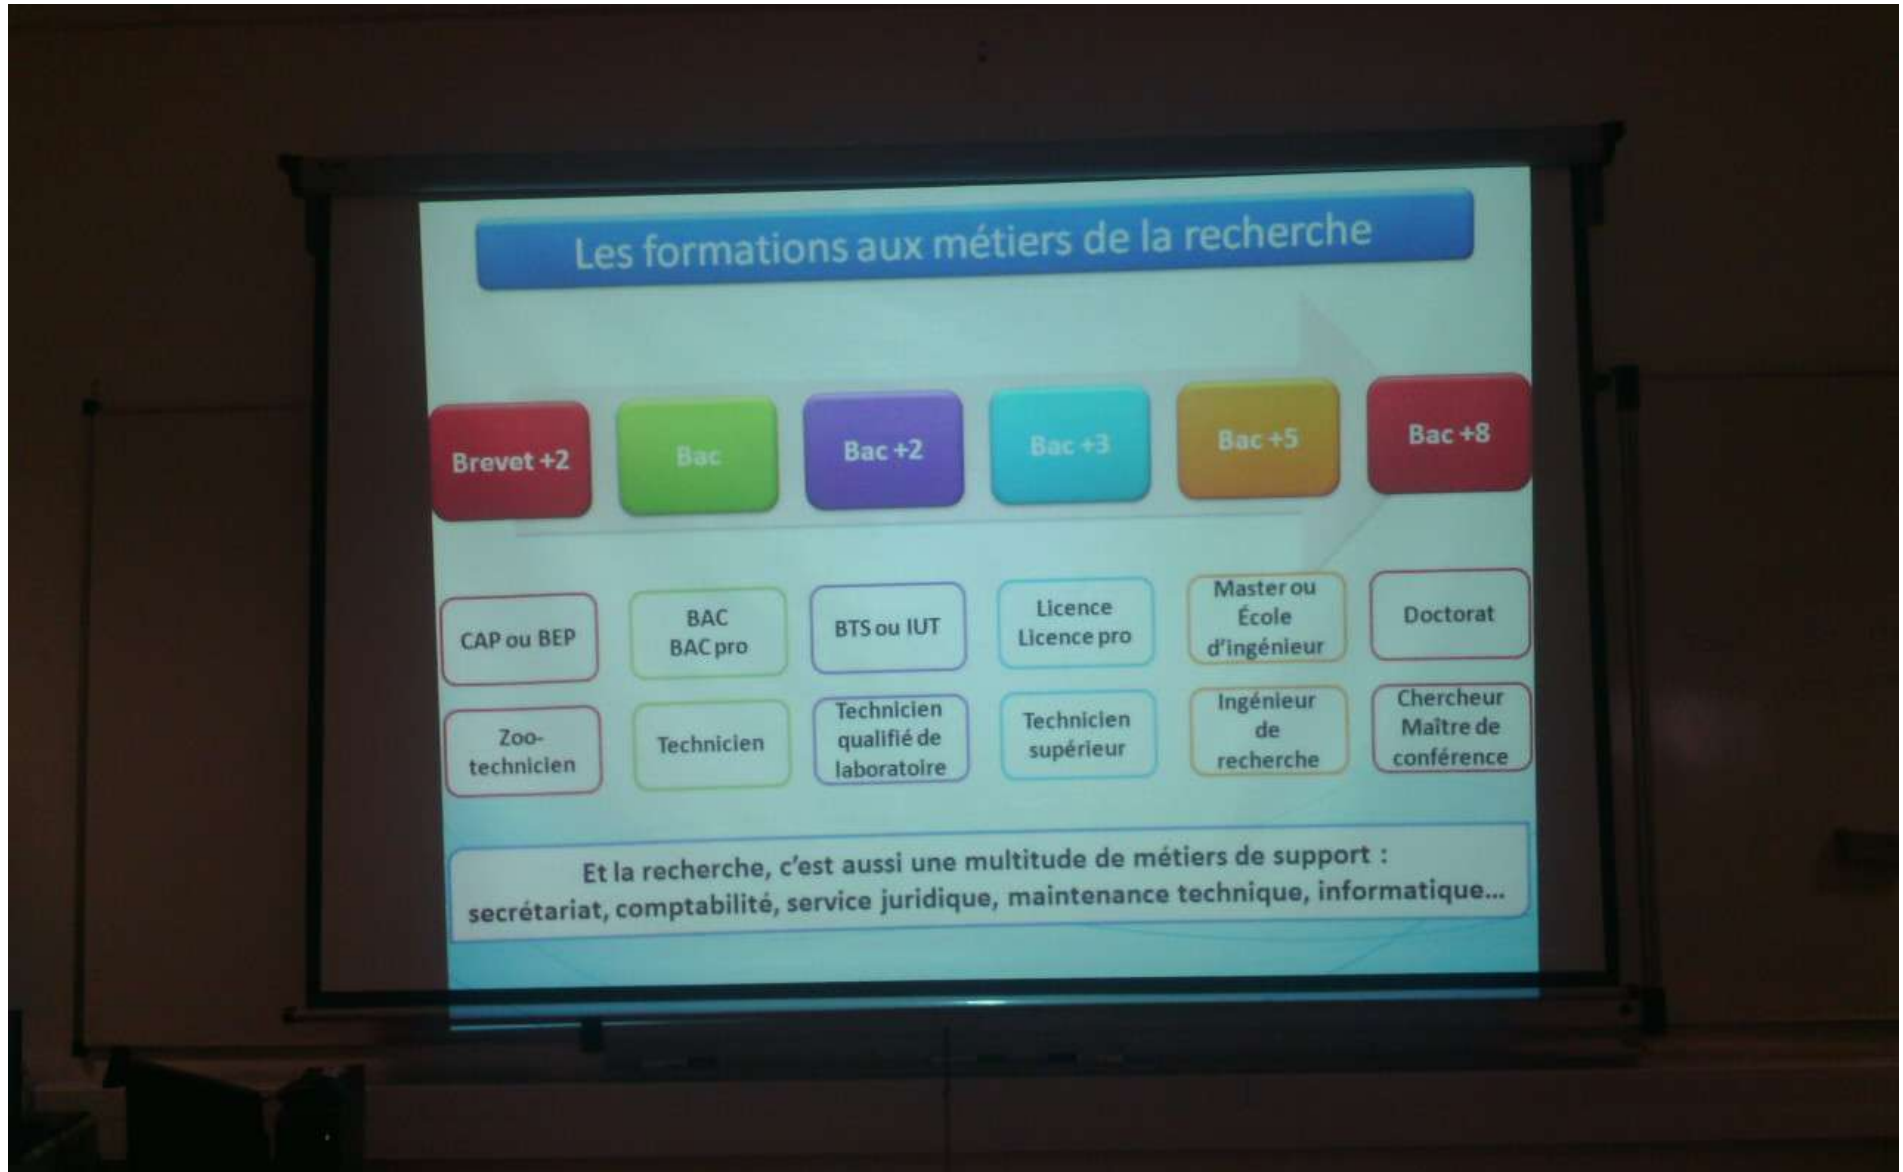 Les formations aux métiers de la recherche
Brevet +2
Bac
Bac +2
Bac +3
Bac +5
Bac +8
CAP ou BEP
BAC
BAC pro
BTS ou IUT
Licence
Licence pro
Master ou
École
d'ingénieur
Doctorat
Zoo-
technicien
Technicien
Technicien
qualifié de
laboratoire
Technicien
supérieur
Ingénieur
de
recherche
Chercheur
Maître de
conférence
Et la recherche, c'est aussi une multitude de métiers de support :
secrétariat, comptabilité, service juridique, maintenance technique, informatique...